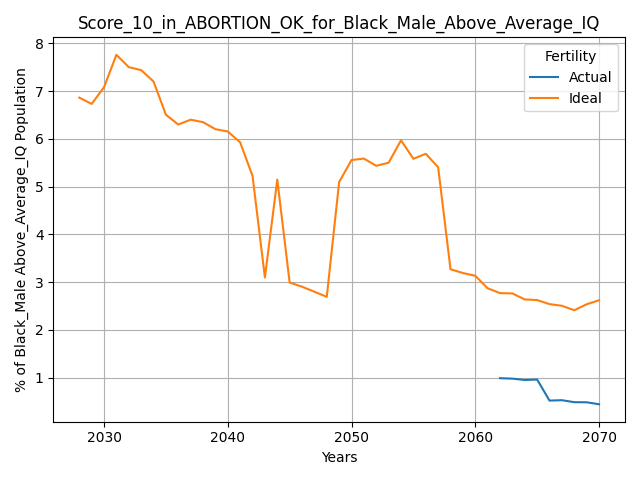 Score_10_in_ABORTION_OK_for_Black_Male_Above_Average_IQ
% of Black_Male Above_Average_IQ Population
8
7
6
5
4
3
2
1
Fertility
Actual
Ideal
2030 2040 2050 2060 2070
Years